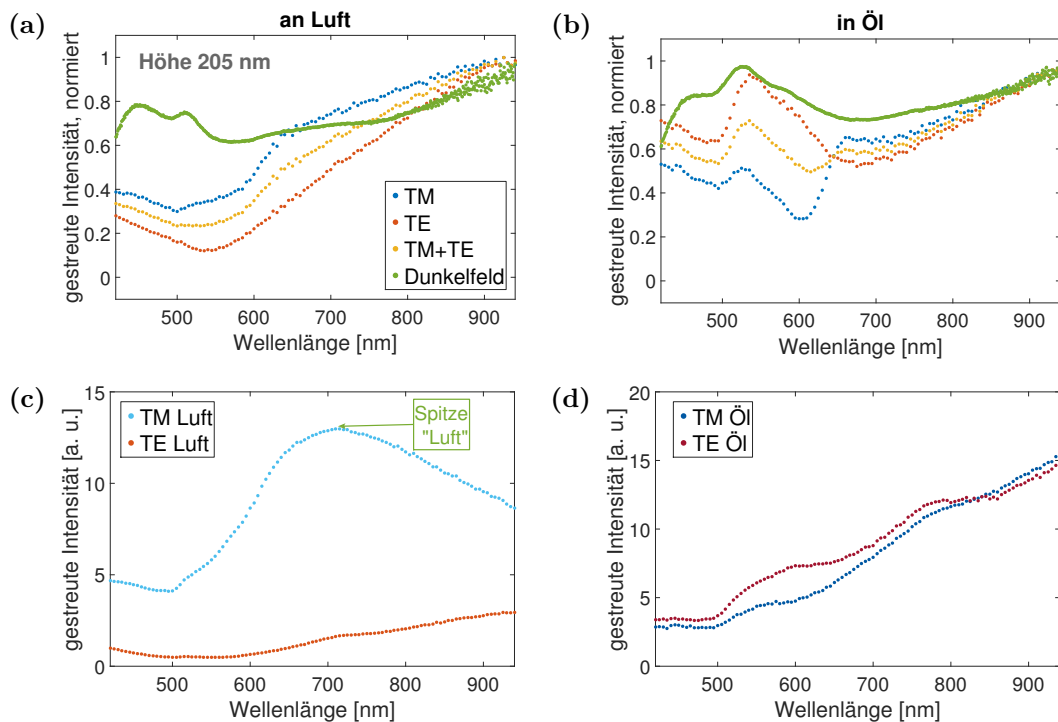 an Luft
(a)
Höhe 205 nm
gestreute Intensität, normiert
1
0.8
0.6
0.4
0.2
0
TM
TE
TM+TE
Dunkelfeld
500 600 700 800 900
Wellenlänge [nm]
in Öl
(b)
gestreute Intensität, normiert
1
0.8
0.6
0.4
0.2
0
500 600 700 800 900
Wellenlänge [nm]
(c)
gestreute Intensität [a. u.]
15
10
5
0
TM Luft
TE Luft
Spitze
"Luft"
500 600 700 800 900
Wellenlänge [nm]
(d)
gestreute Intensität [a. u.]
20
15
10
5
0
TM Öl
TE Öl
500 600 700 800 900
Wellenlänge [nm]